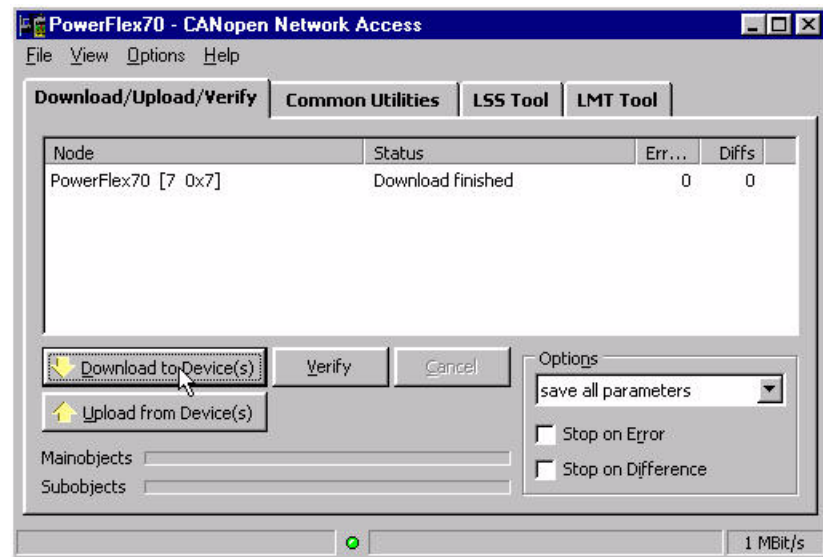 PowerFlex70 - CANopen Network Access
File View Options Help
Download/Upload/Verify Common Utilities LSS Tool LMT Tool
Node Status Err... Diffs
PowerFlex70 [7 0x7] Download finished 0 0
Download to Device(s) Verify Cancel
Upload from Device(s)
Options
save all parameters
Stop on Error
Stop on Difference
Mainobjects
Subobjects
1 MBit/s